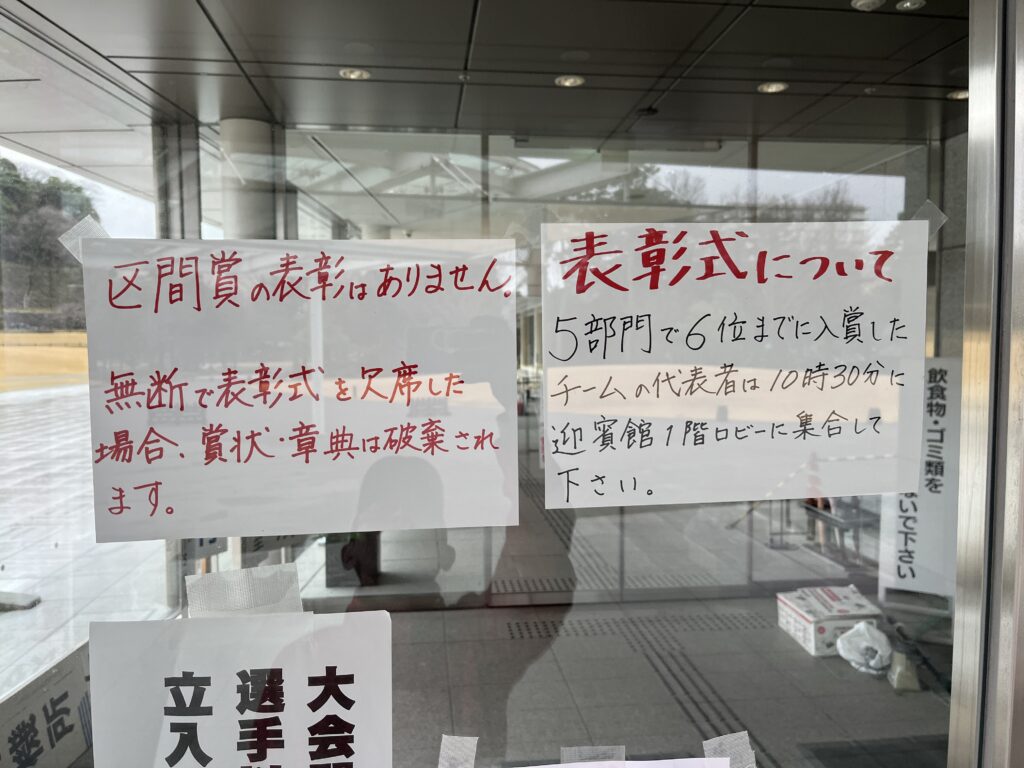 区間賞の表彰はありません。
無断で表彰式を欠席した
場合、賞状・章典は破棄され
ます。
表彰式について
5部門で6位までに入賞した
チームの代表者は10時30分に
迎賓館1階ロビーに集合して
下さい。
飲食物・ゴミ類を
ないで下さい
大会
選手
立入